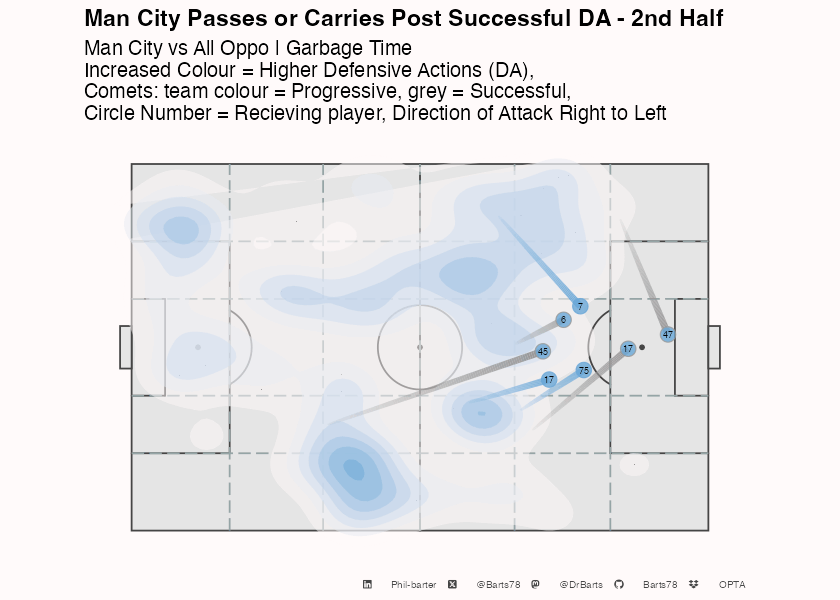 Man City Passes or Carries Post Successful DA - 2nd Half
Man City vs All Oppo | Garbage Time
Increased Colour = Higher Defensive Actions (DA),
Comets: team colour = Progressive, grey = Successful,
Circle Number = Recieving player, Direction of Attack Right to Left
7
6
47
45
17
75
17
Phil-barter @Barts78 @DrBarts Barts78 OPTA